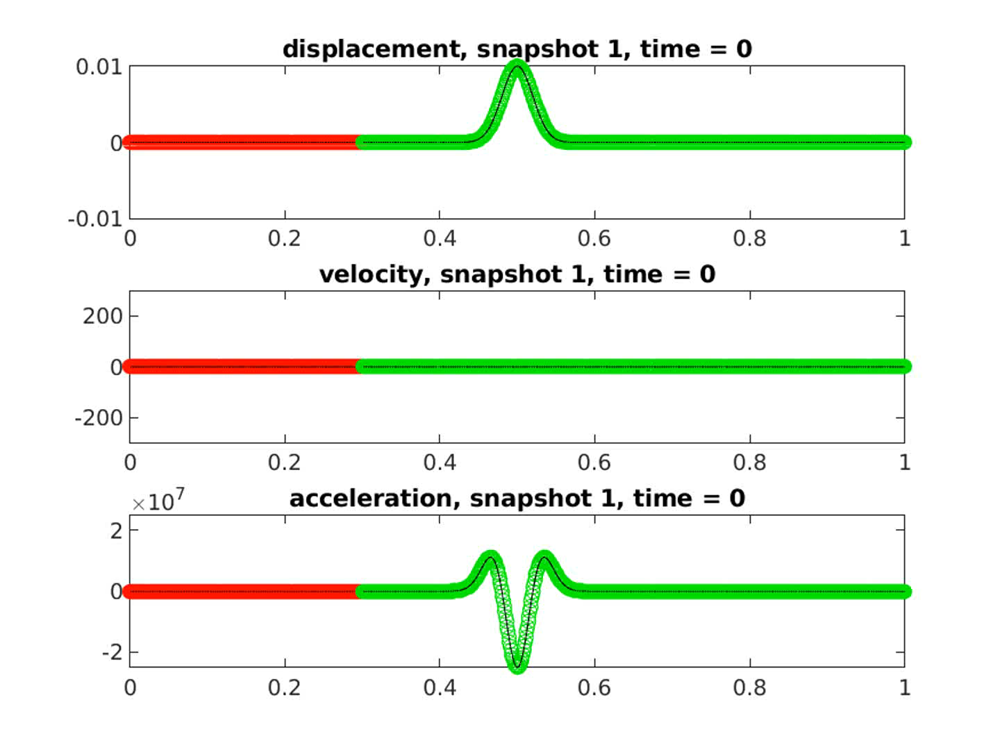 displacement, snapshot 1, time = 0
0.01
0
-0.01
0 0.2 0.4 0.6 0.8 1
velocity, snapshot 1, time = 0
200
0
-200
0 0.2 0.4 0.6 0.8 1
×10⁷
acceleration, snapshot 1, time = 0
2
0
-2
0 0.2 0.4 0.6 0.8 1